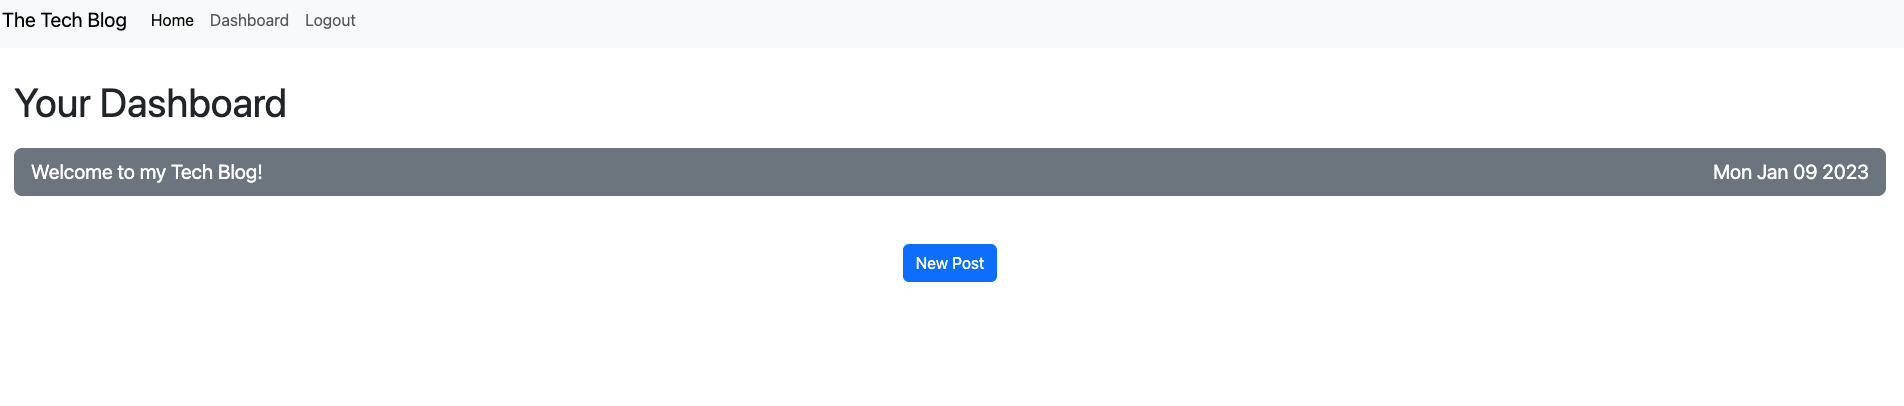 The Tech Blog Home Dashboard Logout
Your Dashboard
Welcome to my Tech Blog! Mon Jan 09 2023
New Post